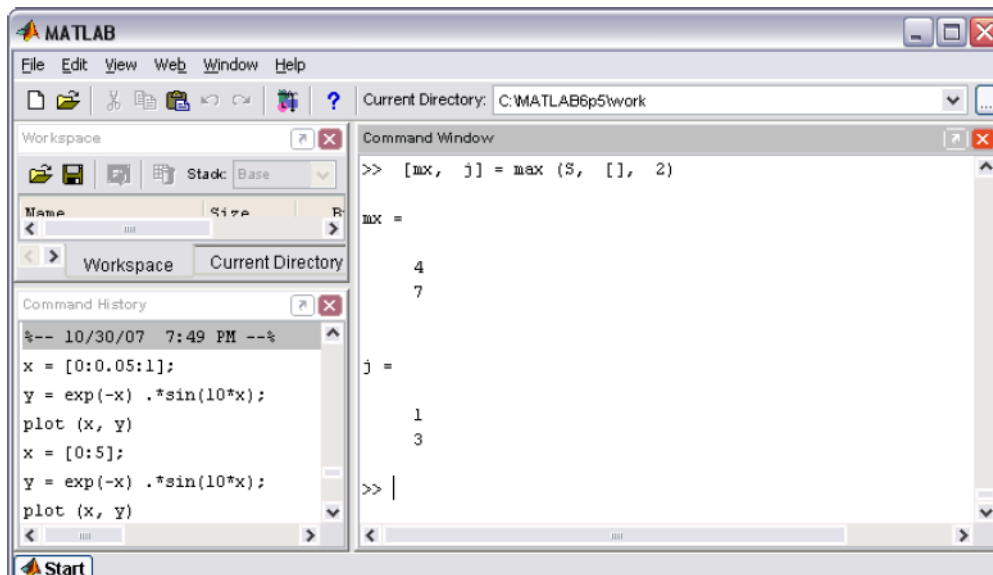 MATLAB
File Edit View Web Window Help
? Current Directory: C:\MATLAB6p5\work ...
Workspace
Stack: Base
Name Size
Workspace Current Directory
Command History
%-- 10/30/07 7:49 PM --%
x = [0:0.05:1];
y = exp(-x) .*sin(10*x);
plot (x, y)
x = [0:5];
y = exp(-x) .*sin(10*x);
plot (x, y)
Command Window
>> [mx, j] = max (S, [], 2)
mx =
4
7
j =
1
3
>>
Start